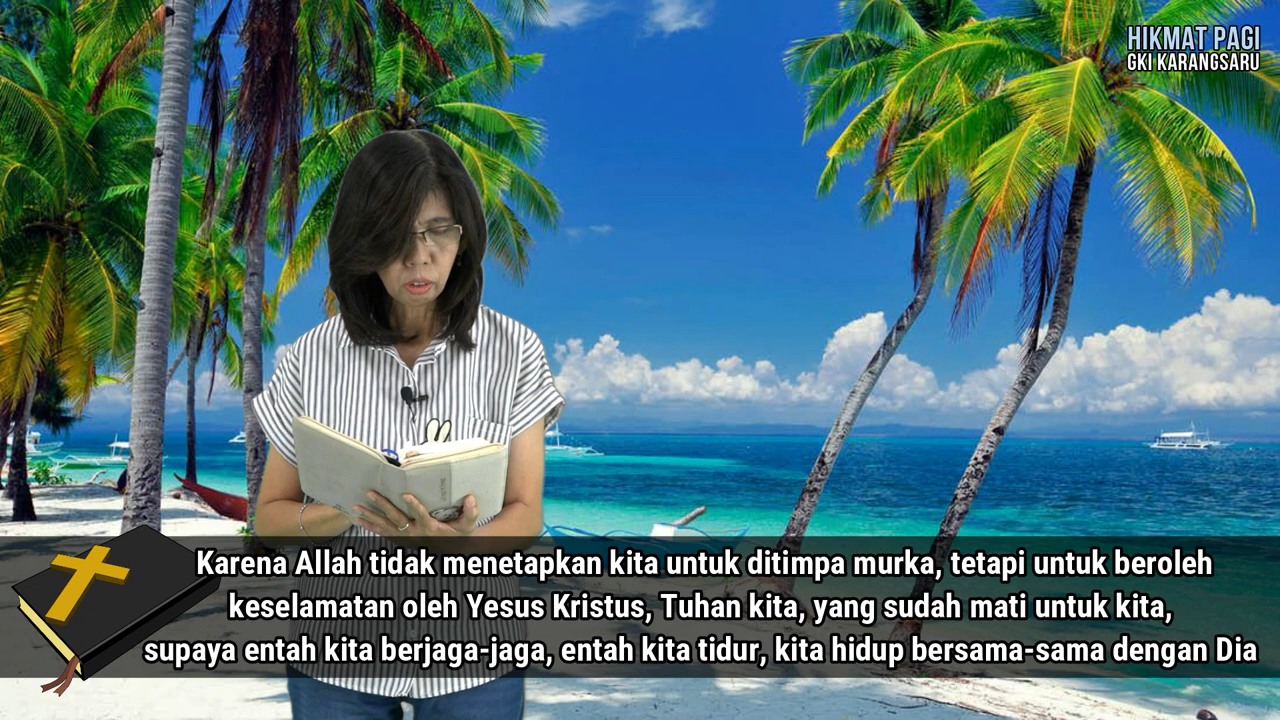 HIKMAT PAGI
GKI KARANGSARU
Karena Allah tidak menetapkan kita untuk ditimpa murka, tetapi untuk beroleh
keselamatan oleh Yesus Kristus, Tuhan kita, yang sudah mati untuk kita,
supaya entah kita berjaga-jaga, entah kita tidur, kita hidup bersama-sama dengan Dia